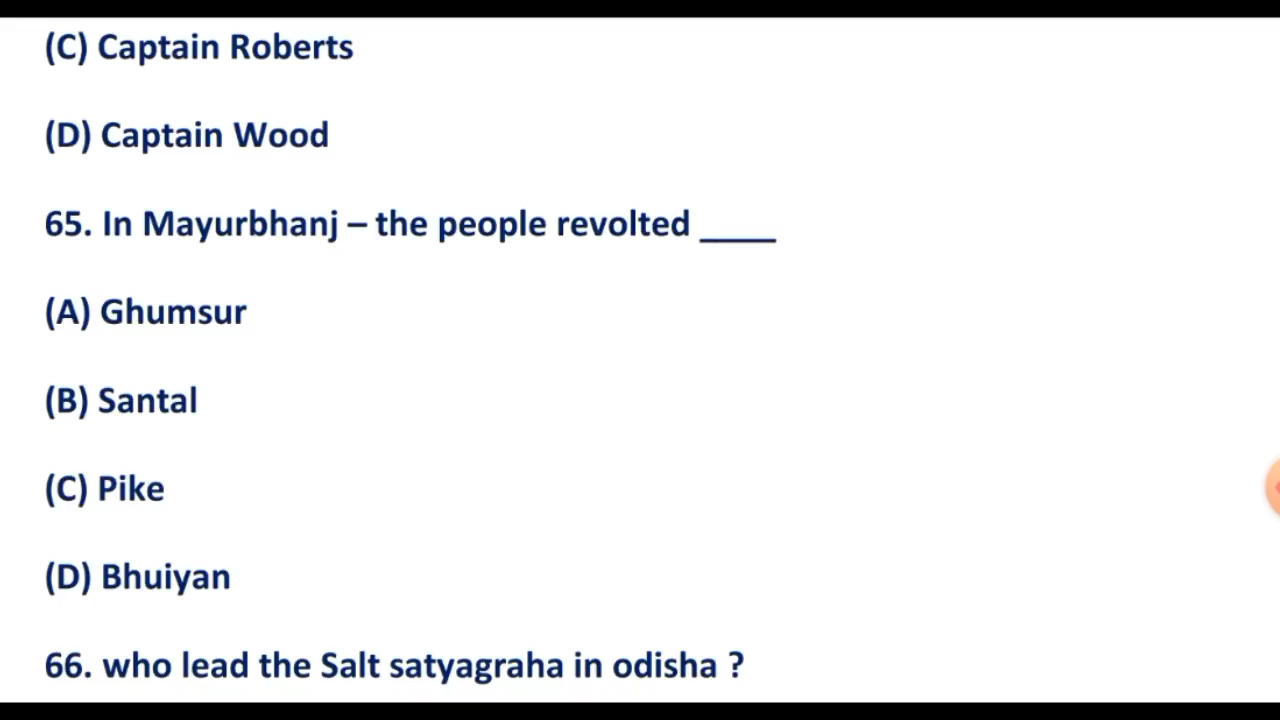 (C) Captain Roberts
(D) Captain Wood
65. In Mayurbhanj – the people revolted ____
(A) Ghumsur
(B) Santal
(C) Pike
(D) Bhuiyan
66. who lead the Salt satyagraha in odisha ?